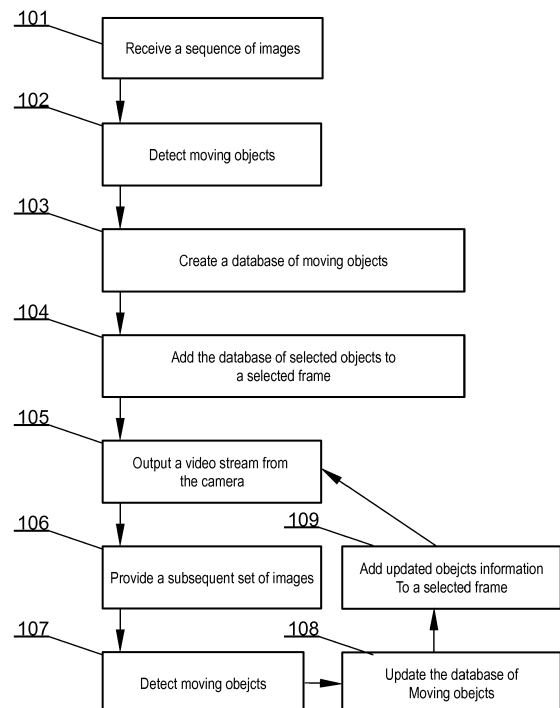 101
Receive a sequence of images
102
Detect moving objects
103
Create a database of moving objects
104
Add the database of selected objects to
a selected frame
105
Output a video stream from
the camera
106
Provide a subsequent set of images
109
Add updated obejcts information
To a selected frame
107
Detect moving obejcts
108
Update the database of
Moving obejcts